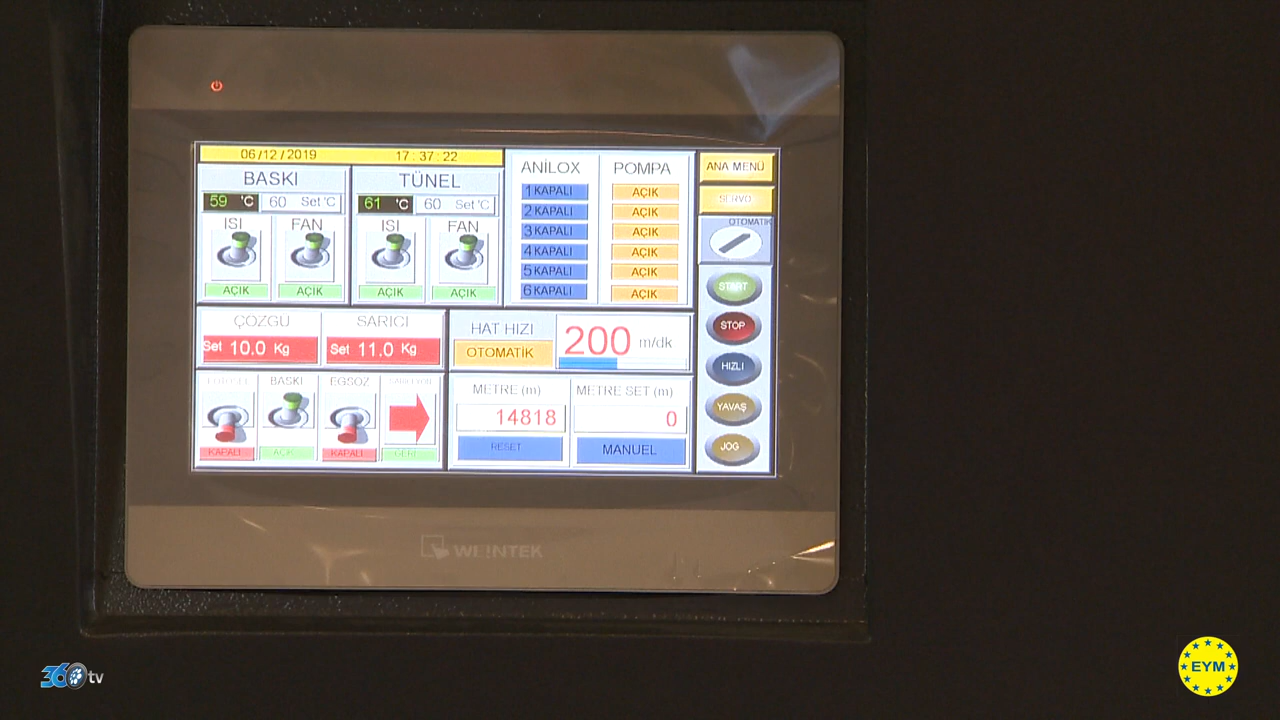 06/12/2019 17:37:22
BASKI
59 °C 60 Set°C
ISI FAN
AÇIK AÇIK
TÜNEL
61 °C 60 Set°C
ISI FAN
AÇIK AÇIK
ANİLOX
1 KAPALI
2 KAPALI
3 KAPALI
4 KAPALI
5 KAPALI
6 KAPALI
POMPA
AÇIK
AÇIK
AÇIK
AÇIK
AÇIK
AÇIK
ANA MENÜ
SERVO
OTOMATİK
START
STOP
HIZLI
YAVAŞ
JOG
ÇÖZGÜ
Set 10.0 Kg
SARICI
Set 11.0 Kg
HAT HIZI
OTOMATİK
200 m/dk
BASKI EGSOZ
KAPALI AÇIK KAPALI GERİ
METRE (m)
14818
RESET
METRE SET (m)
0
MANUEL
WEINTEK
360tv
EYM